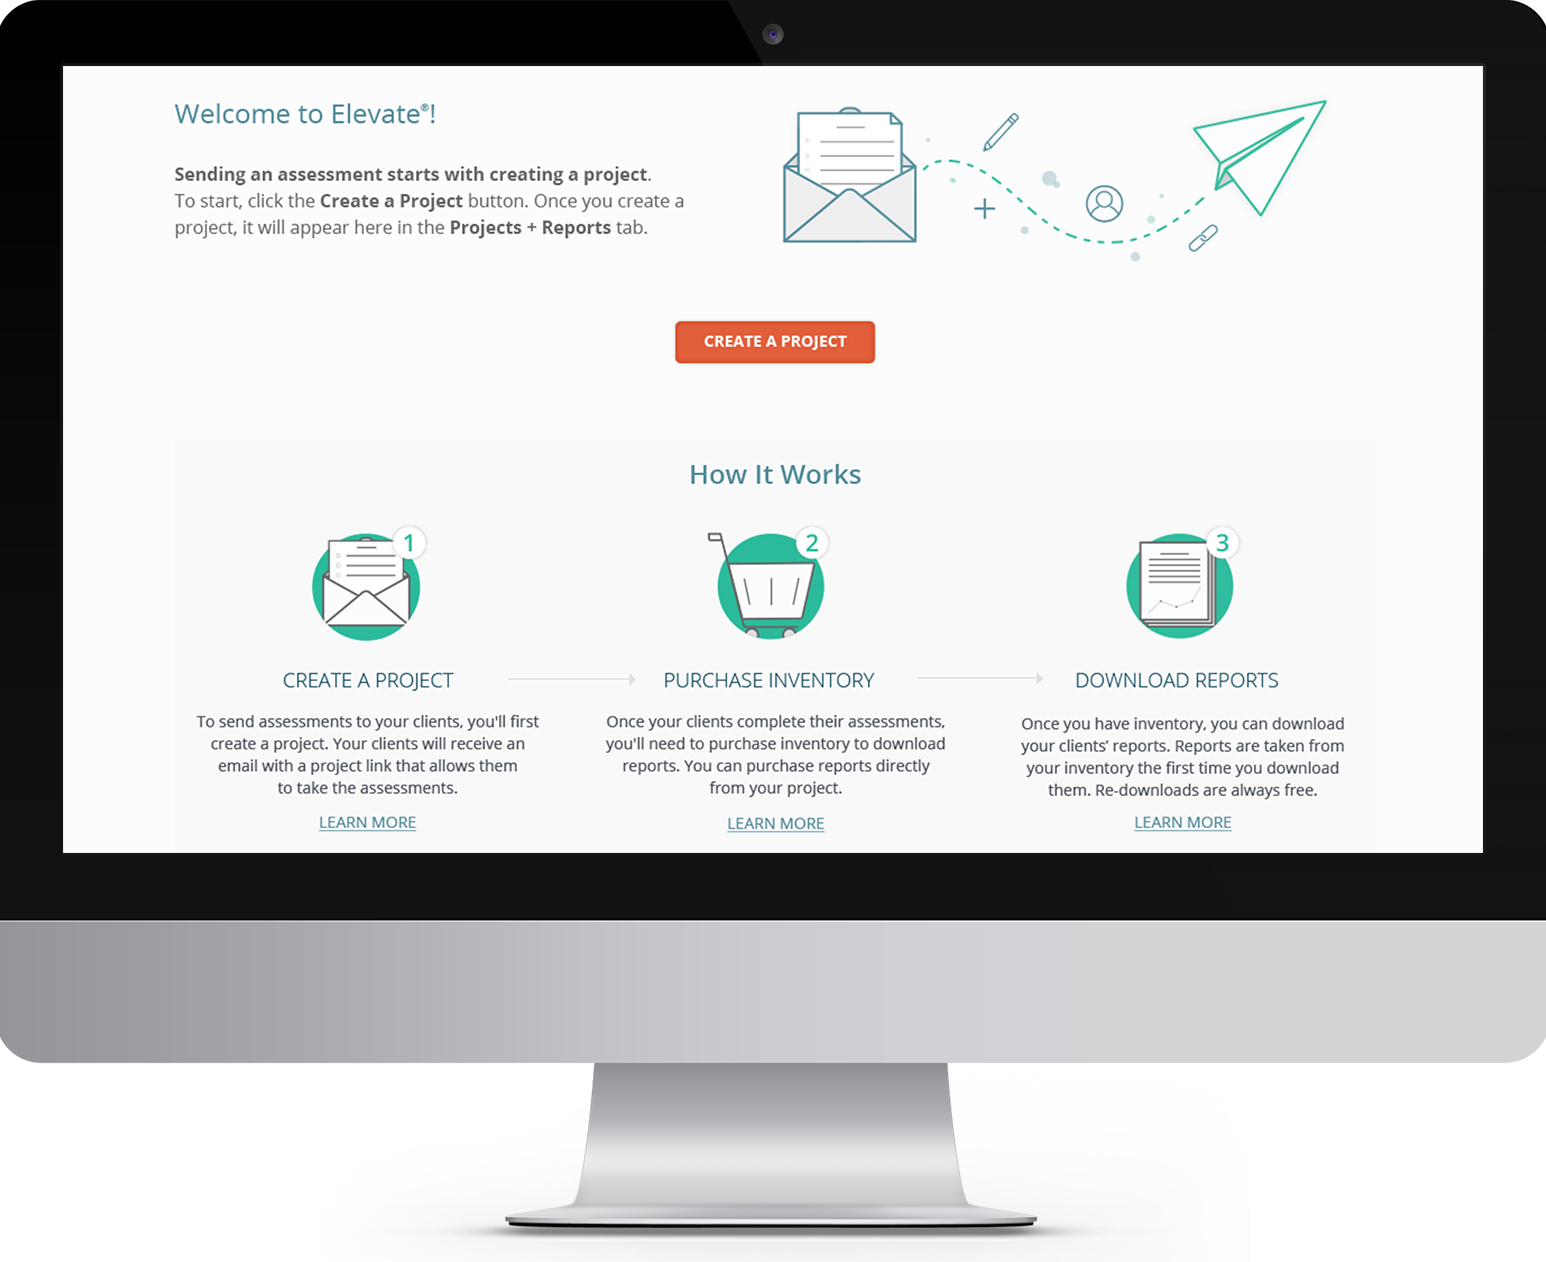 Welcome to Elevate®!
Sending an assessment starts with creating a project.
To start, click the Create a Project button. Once you create a
project, it will appear here in the Projects + Reports tab.
CREATE A PROJECT
How It Works
1
CREATE A PROJECT
To send assessments to your clients, you'll first
create a project. Your clients will receive an
email with a project link that allows them
to take the assessments.
LEARN MORE
2
PURCHASE INVENTORY
Once your clients complete their assessments,
you'll need to purchase inventory to download
reports. You can purchase reports directly
from your project.
LEARN MORE
3
DOWNLOAD REPORTS
Once you have inventory, you can download
your clients’ reports. Reports are taken from
your inventory the first time you download
them. Re-downloads are always free.
LEARN MORE